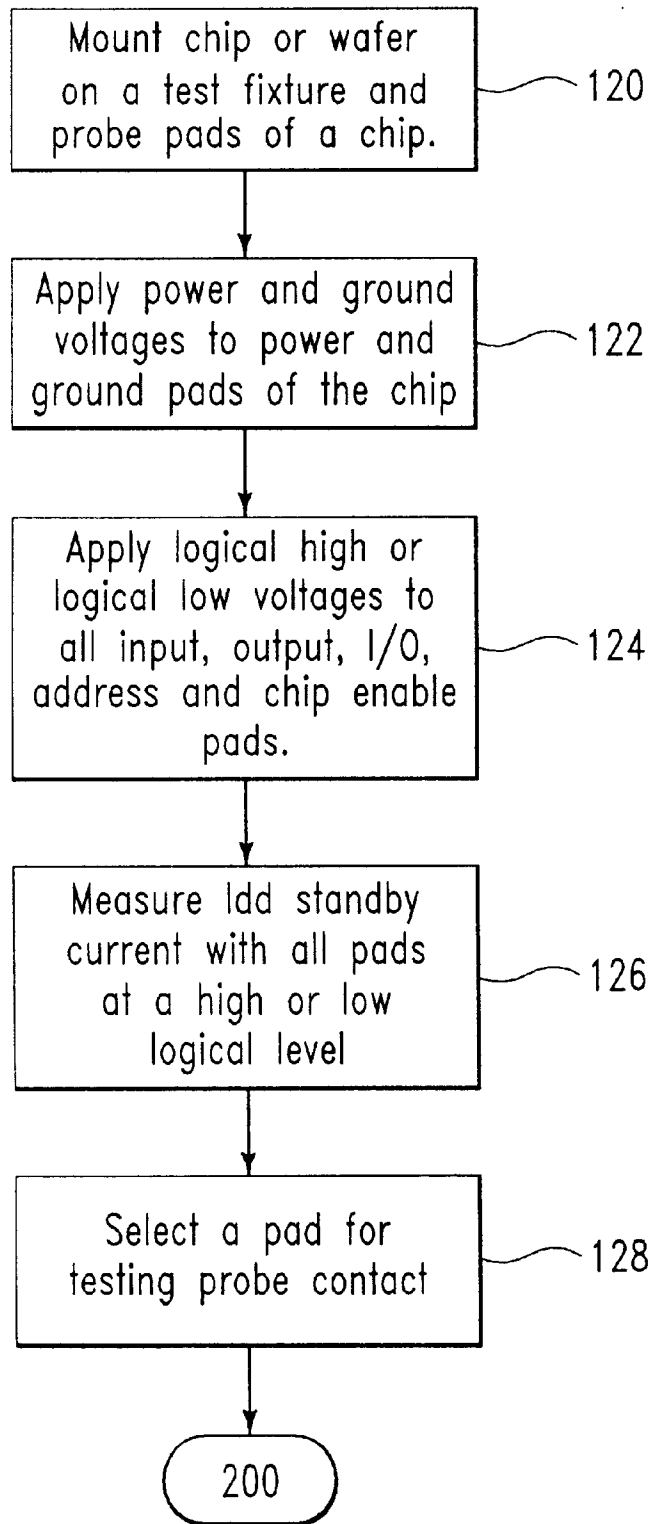 Mount chip or wafer
on a test fixture and
probe pads of a chip.
120
Apply power and ground
voltages to power and
ground pads of the chip
122
Apply logical high or
logical low voltages to
all input, output, I/O,
address and chip enable
pads.
124
Measure Idd standby
current with all pads
at a high or low
logical level
126
Select a pad for
testing probe contact
128
200